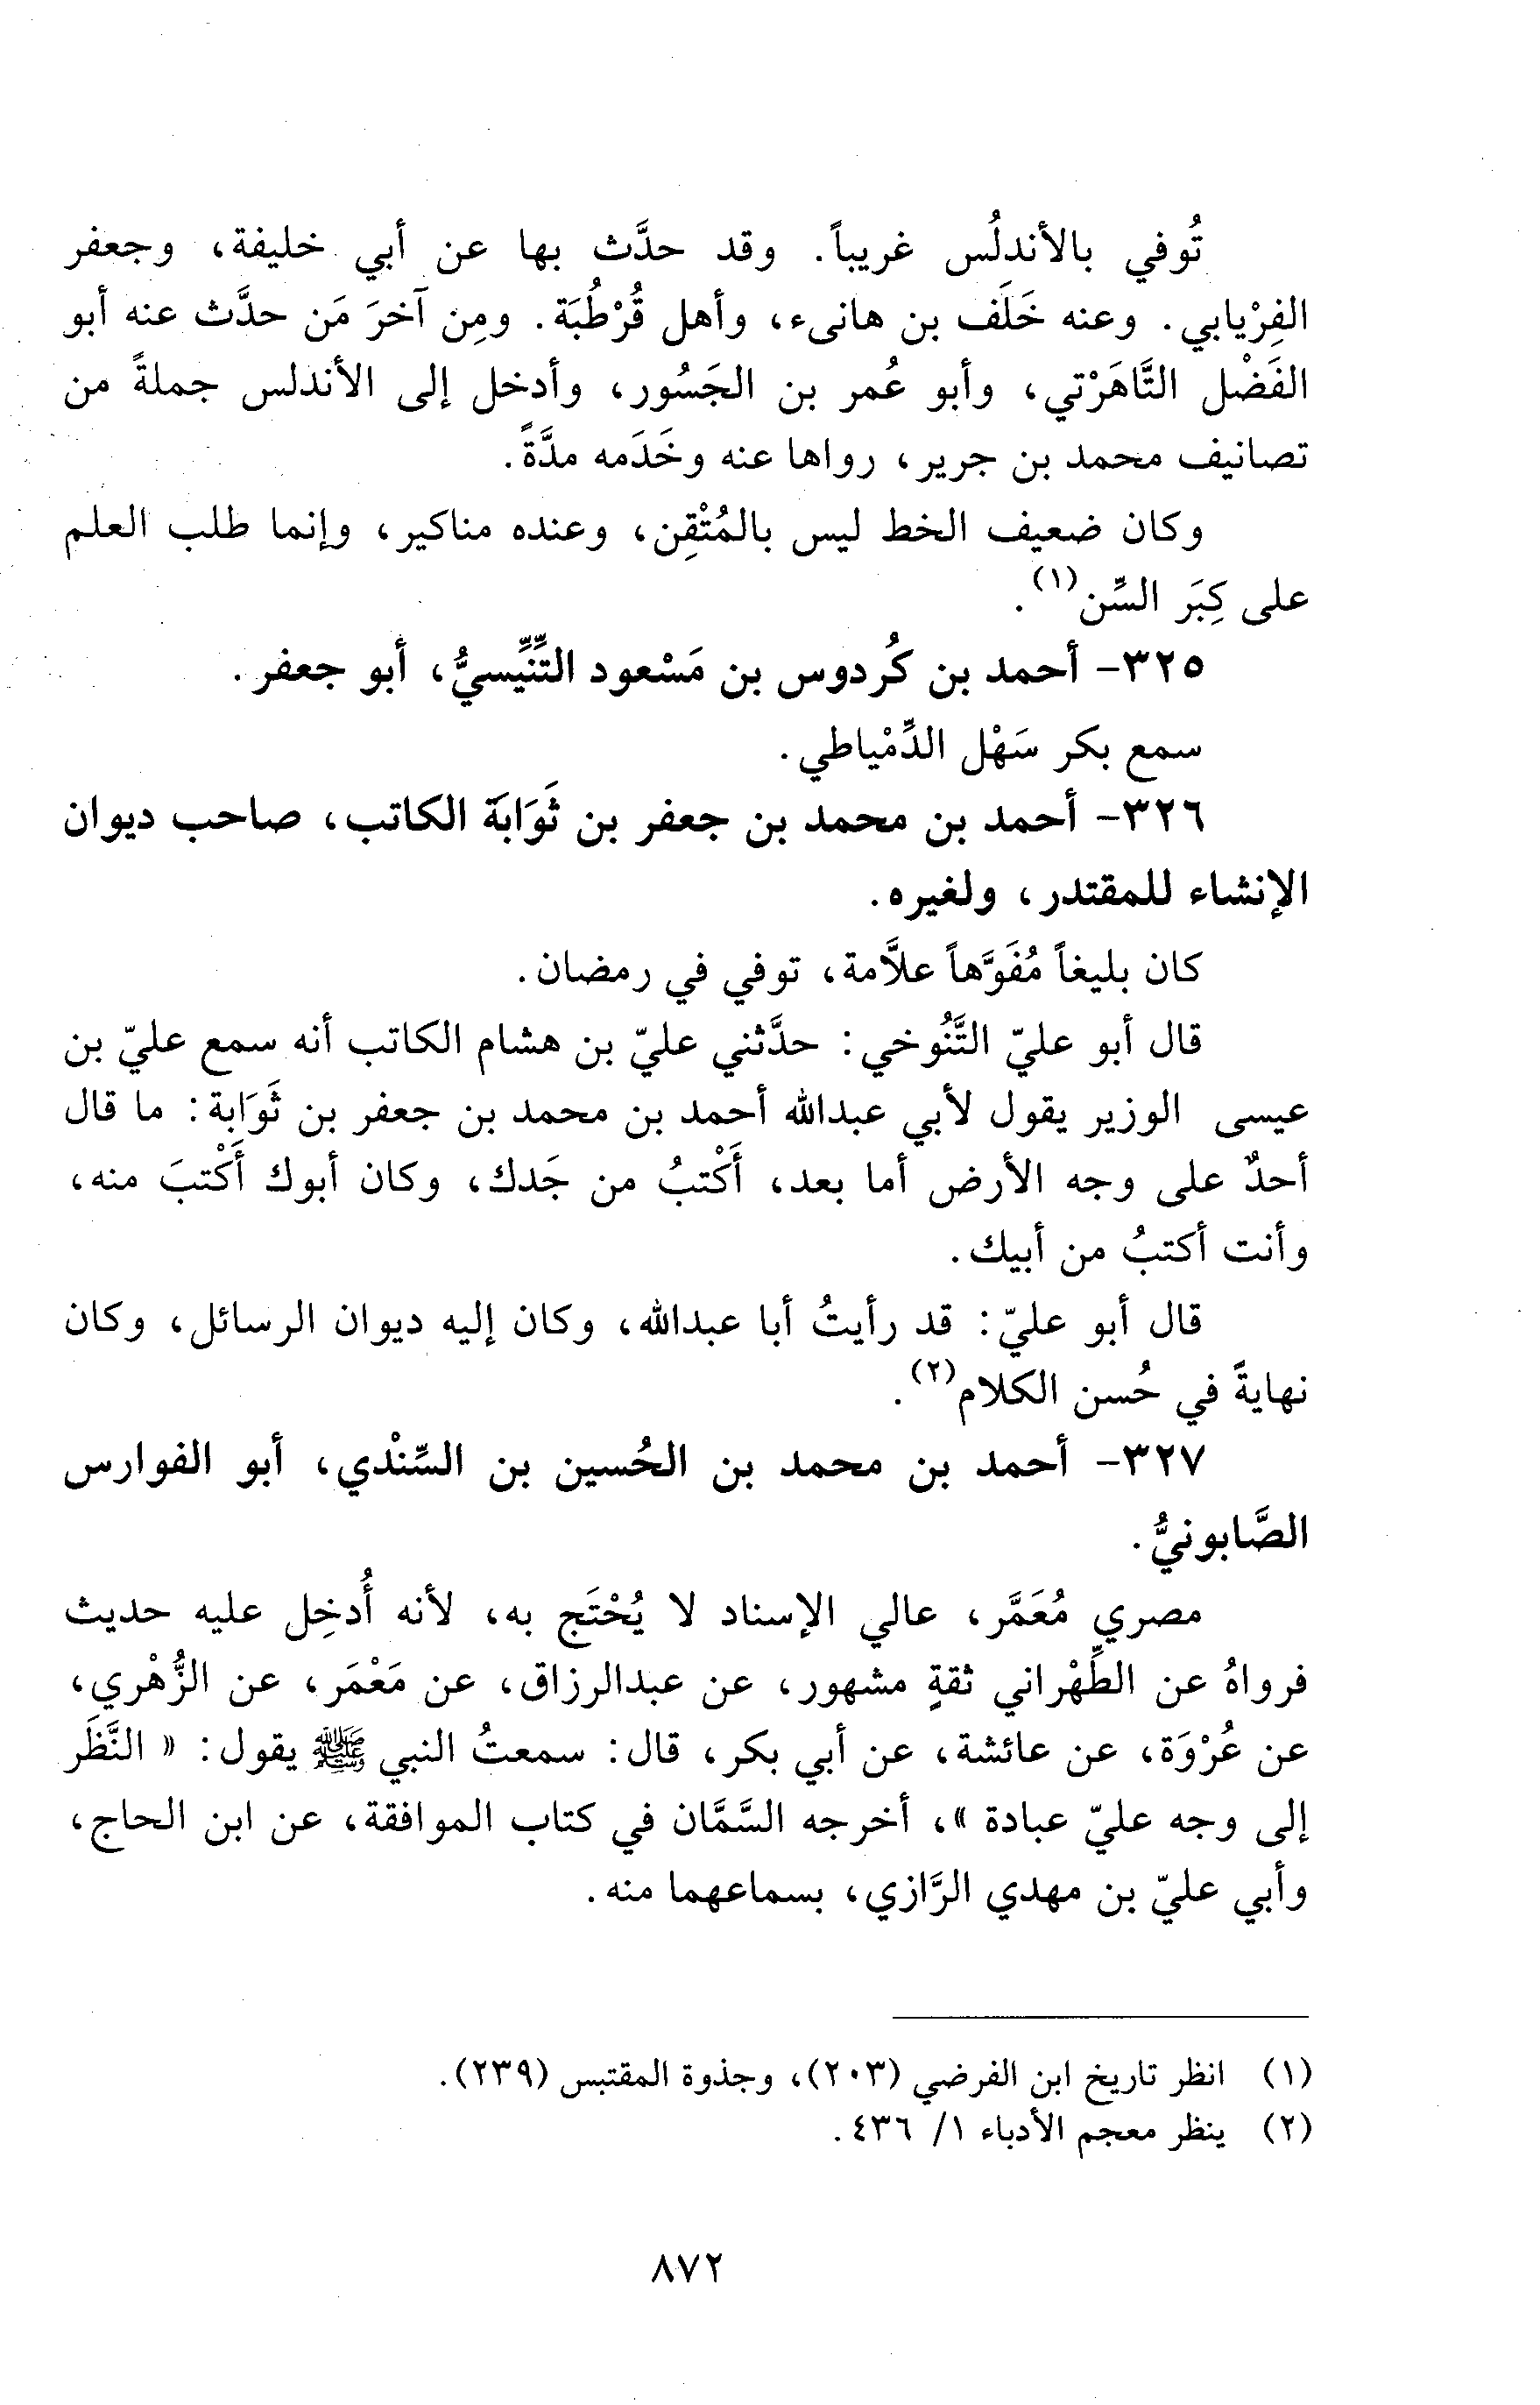 تُوفي بالأندلُس غريباً. وقد حدَّث بها عن أبي خليفة، وجعفر
الفِرْيابي. وعنه خَلَف بن هانىء، وأهل قُرْطُبَة. ومِن آخرَ مَن حدَّث عنه أبو
الفَضْل التَّاهَرْتي، وأبو عُمر بن الجَسُور، وأدخل إلى الأندلس جملةً من
تصانيف محمد بن جرير، رواها عنه وخَدَمه مدَّةً.
وكان ضعيف الخط ليس بالمُتْقِن، وعنده مناكير، وإنما طلب العلم
على كِبَر السِّن(١).
٣٢٥- أحمد بن كُردوس بن مَسْعود التِّنِّيسيُّ، أبو جعفر.
سمع بكر سَهْل الدِّمْياطي.
٣٢٦- أحمد بن محمد بن جعفر بن ثَوَابَة الكاتب، صاحب ديوان
الإنشاء للمقتدر، ولغيره.
كان بليغاً مُفَوَّهاً علاَّمة، توفي في رمضان.
قال أبو عليّ التَّنُوخي: حدَّثني عليّ بن هشام الكاتب أنه سمع عليّ بن
عيسى الوزير يقول لأبي عبدالله أحمد بن محمد بن جعفر بن ثَوَابة: ما قال
أحدٌ على وجه الأرض أما بعد، أَكْتبُ من جَدك، وكان أبوك أَكْتبَ منه،
وأنت أكتبُ من أبيك.
قال أبو عليّ: قد رأيتُ أبا عبدالله، وكان إليه ديوان الرسائل، وكان
نهايةً في حُسن الكلام(٢).
٣٢٧- أحمد بن محمد بن الحُسين بن السِّنْدي، أبو الفوارس
الصَّابونيُّ.
مصري مُعَمَّر، عالي الإسناد لا يُحْتَج به، لأنه أُدخِل عليه حديث
فرواهُ عن الطِّهْراني ثقةٍ مشهور، عن عبدالرزاق، عن مَعْمَر، عن الزُّهْري،
عن عُرْوَة، عن عائشة، عن أبي بكر، قال: سمعتُ النبي ﷺ يقول: « النَّظَر
إلى وجه عليّ عبادة »، أخرجه السَّمَّان في كتاب الموافقة، عن ابن الحاج،
وأبي عليّ بن مهدي الرَّازي، بسماعهما منه.
(١) انظر تاريخ ابن الفرضي (٢٠٣)، وجذوة المقتبس (٢٣٩).
(٢) ينظر معجم الأدباء ١/ ٤٣٦.
٨٧٢